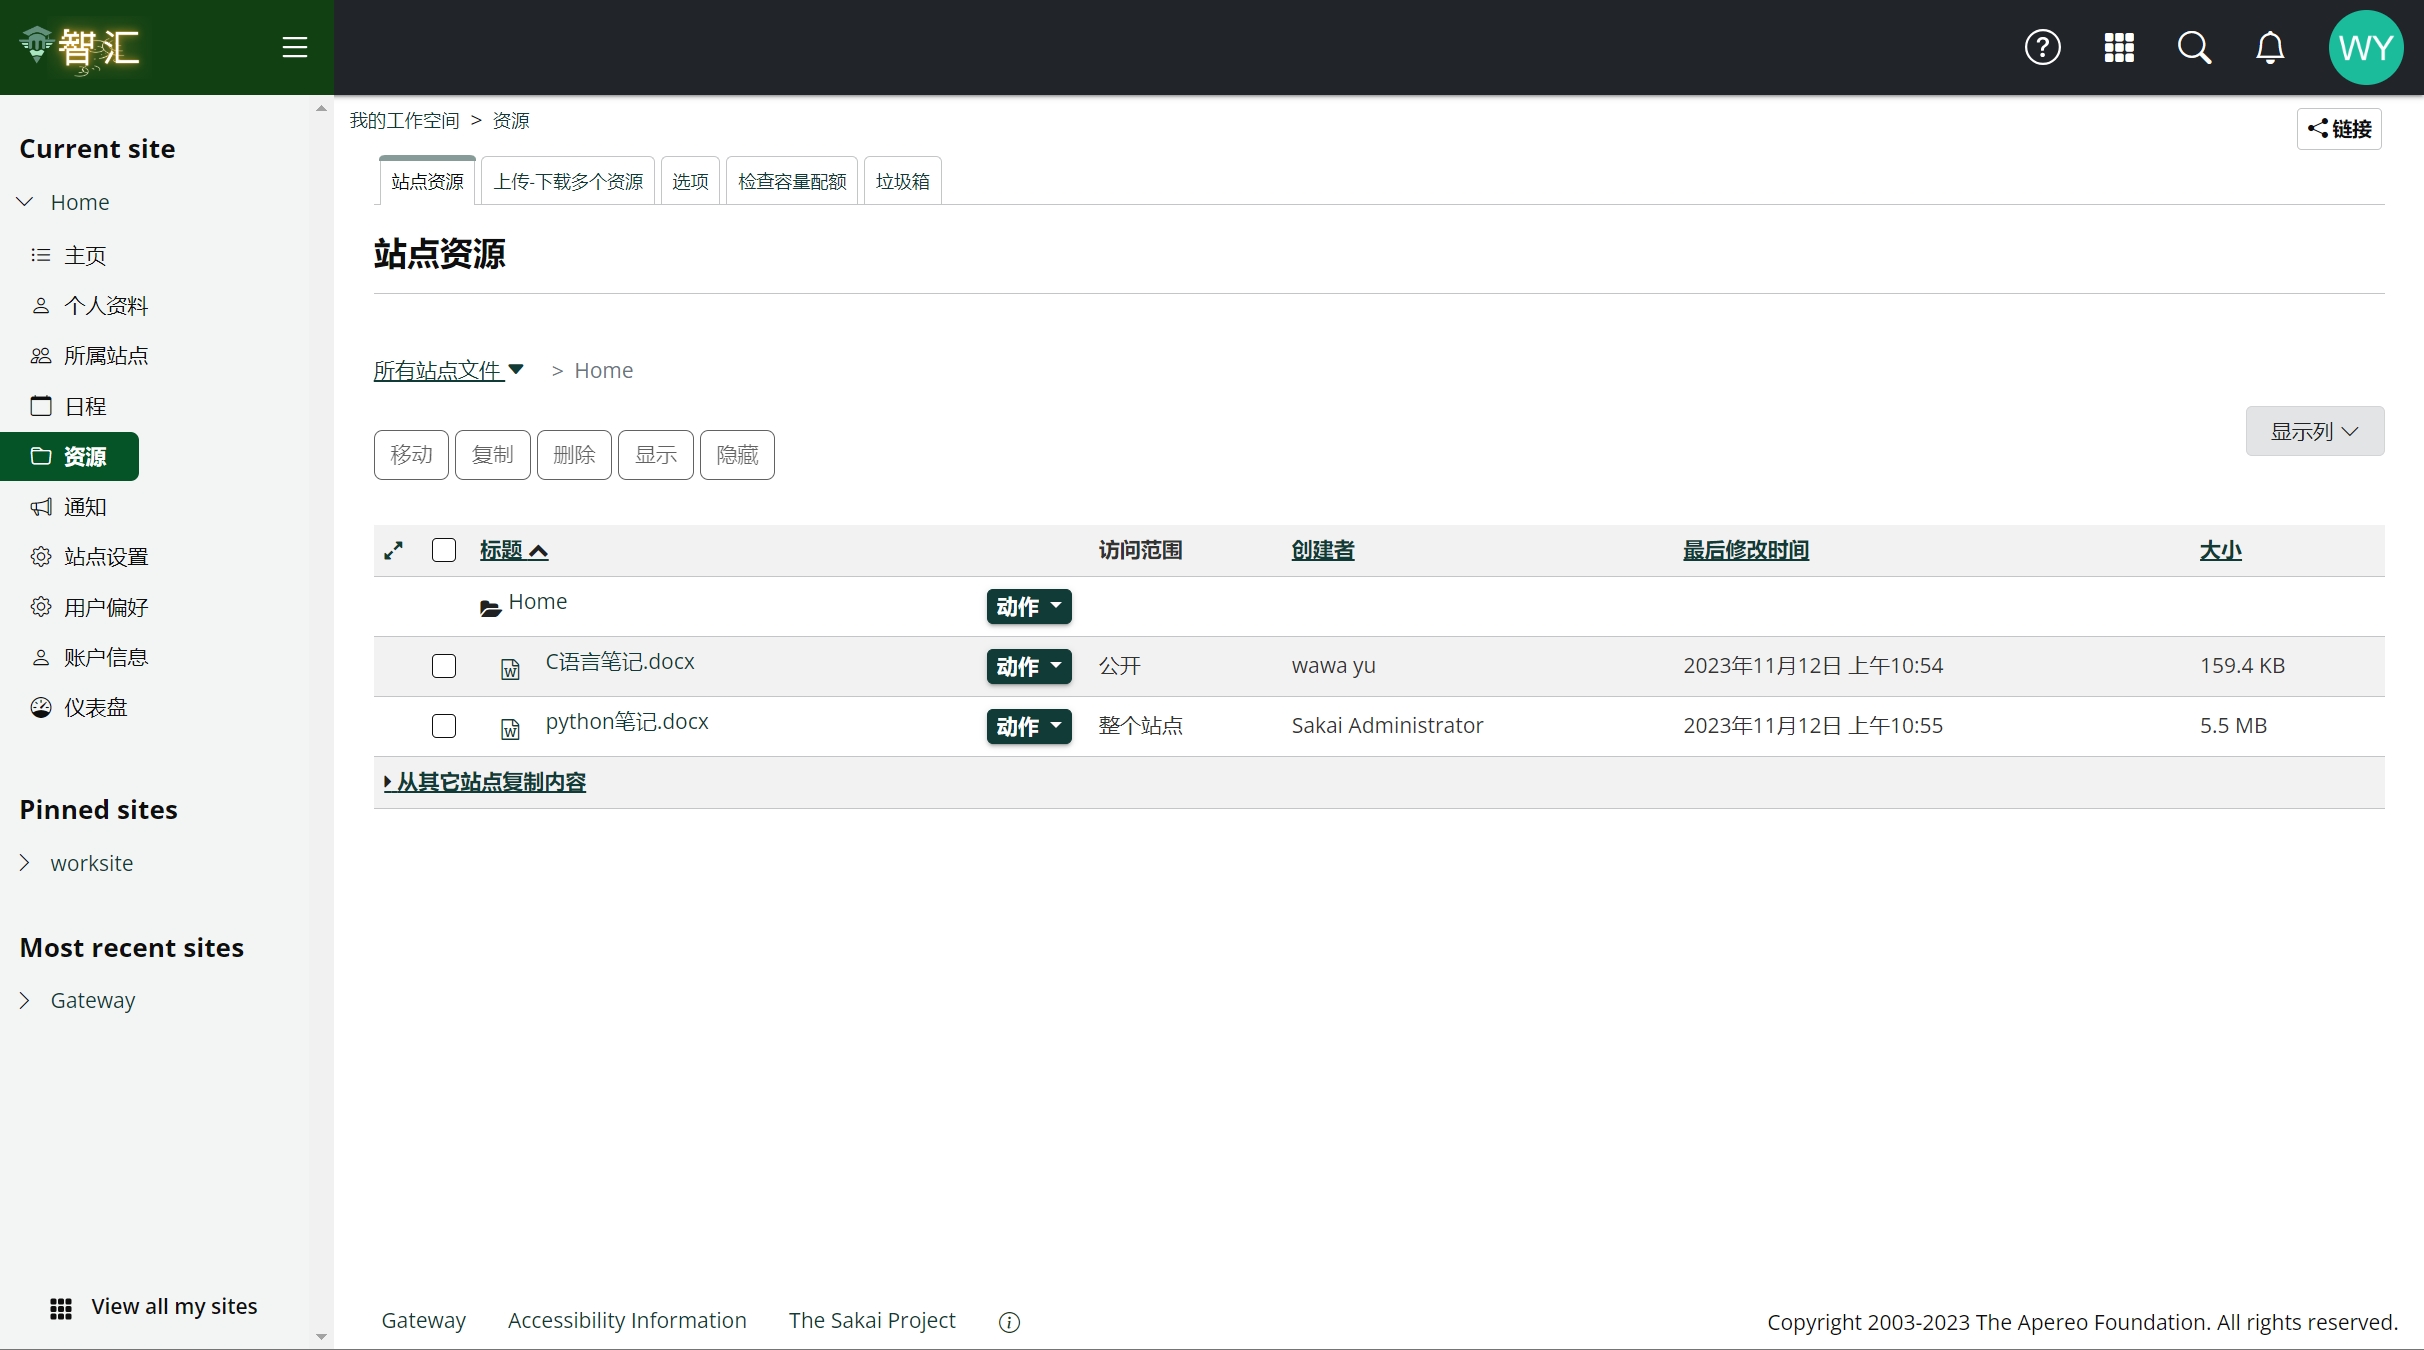 智汇
WY
Current site
Home
主页
个人资料
所属站点
日程
资源
通知
站点设置
用户偏好
账户信息
仪表盘
Pinned sites
worksite
Most recent sites
Gateway
View all my sites
我的工作空间 > 资源
链接
站点资源 上传-下载多个资源 选项 检查容量配额 垃圾箱
站点资源
所有站点文件 > Home
移动 复制 删除 显示 隐藏
显示列
标题 访问范围 创建者 最后修改时间 大小
Home 动作
C语言笔记.docx 动作 公开 wawa yu 2023年11月12日 上午10:54 159.4 KB
python笔记.docx 动作 整个站点 Sakai Administrator 2023年11月12日 上午10:55 5.5 MB
从其它站点复制内容
Gateway Accessibility Information The Sakai Project
Copyright 2003-2023 The Apereo Foundation. All rights reserved.